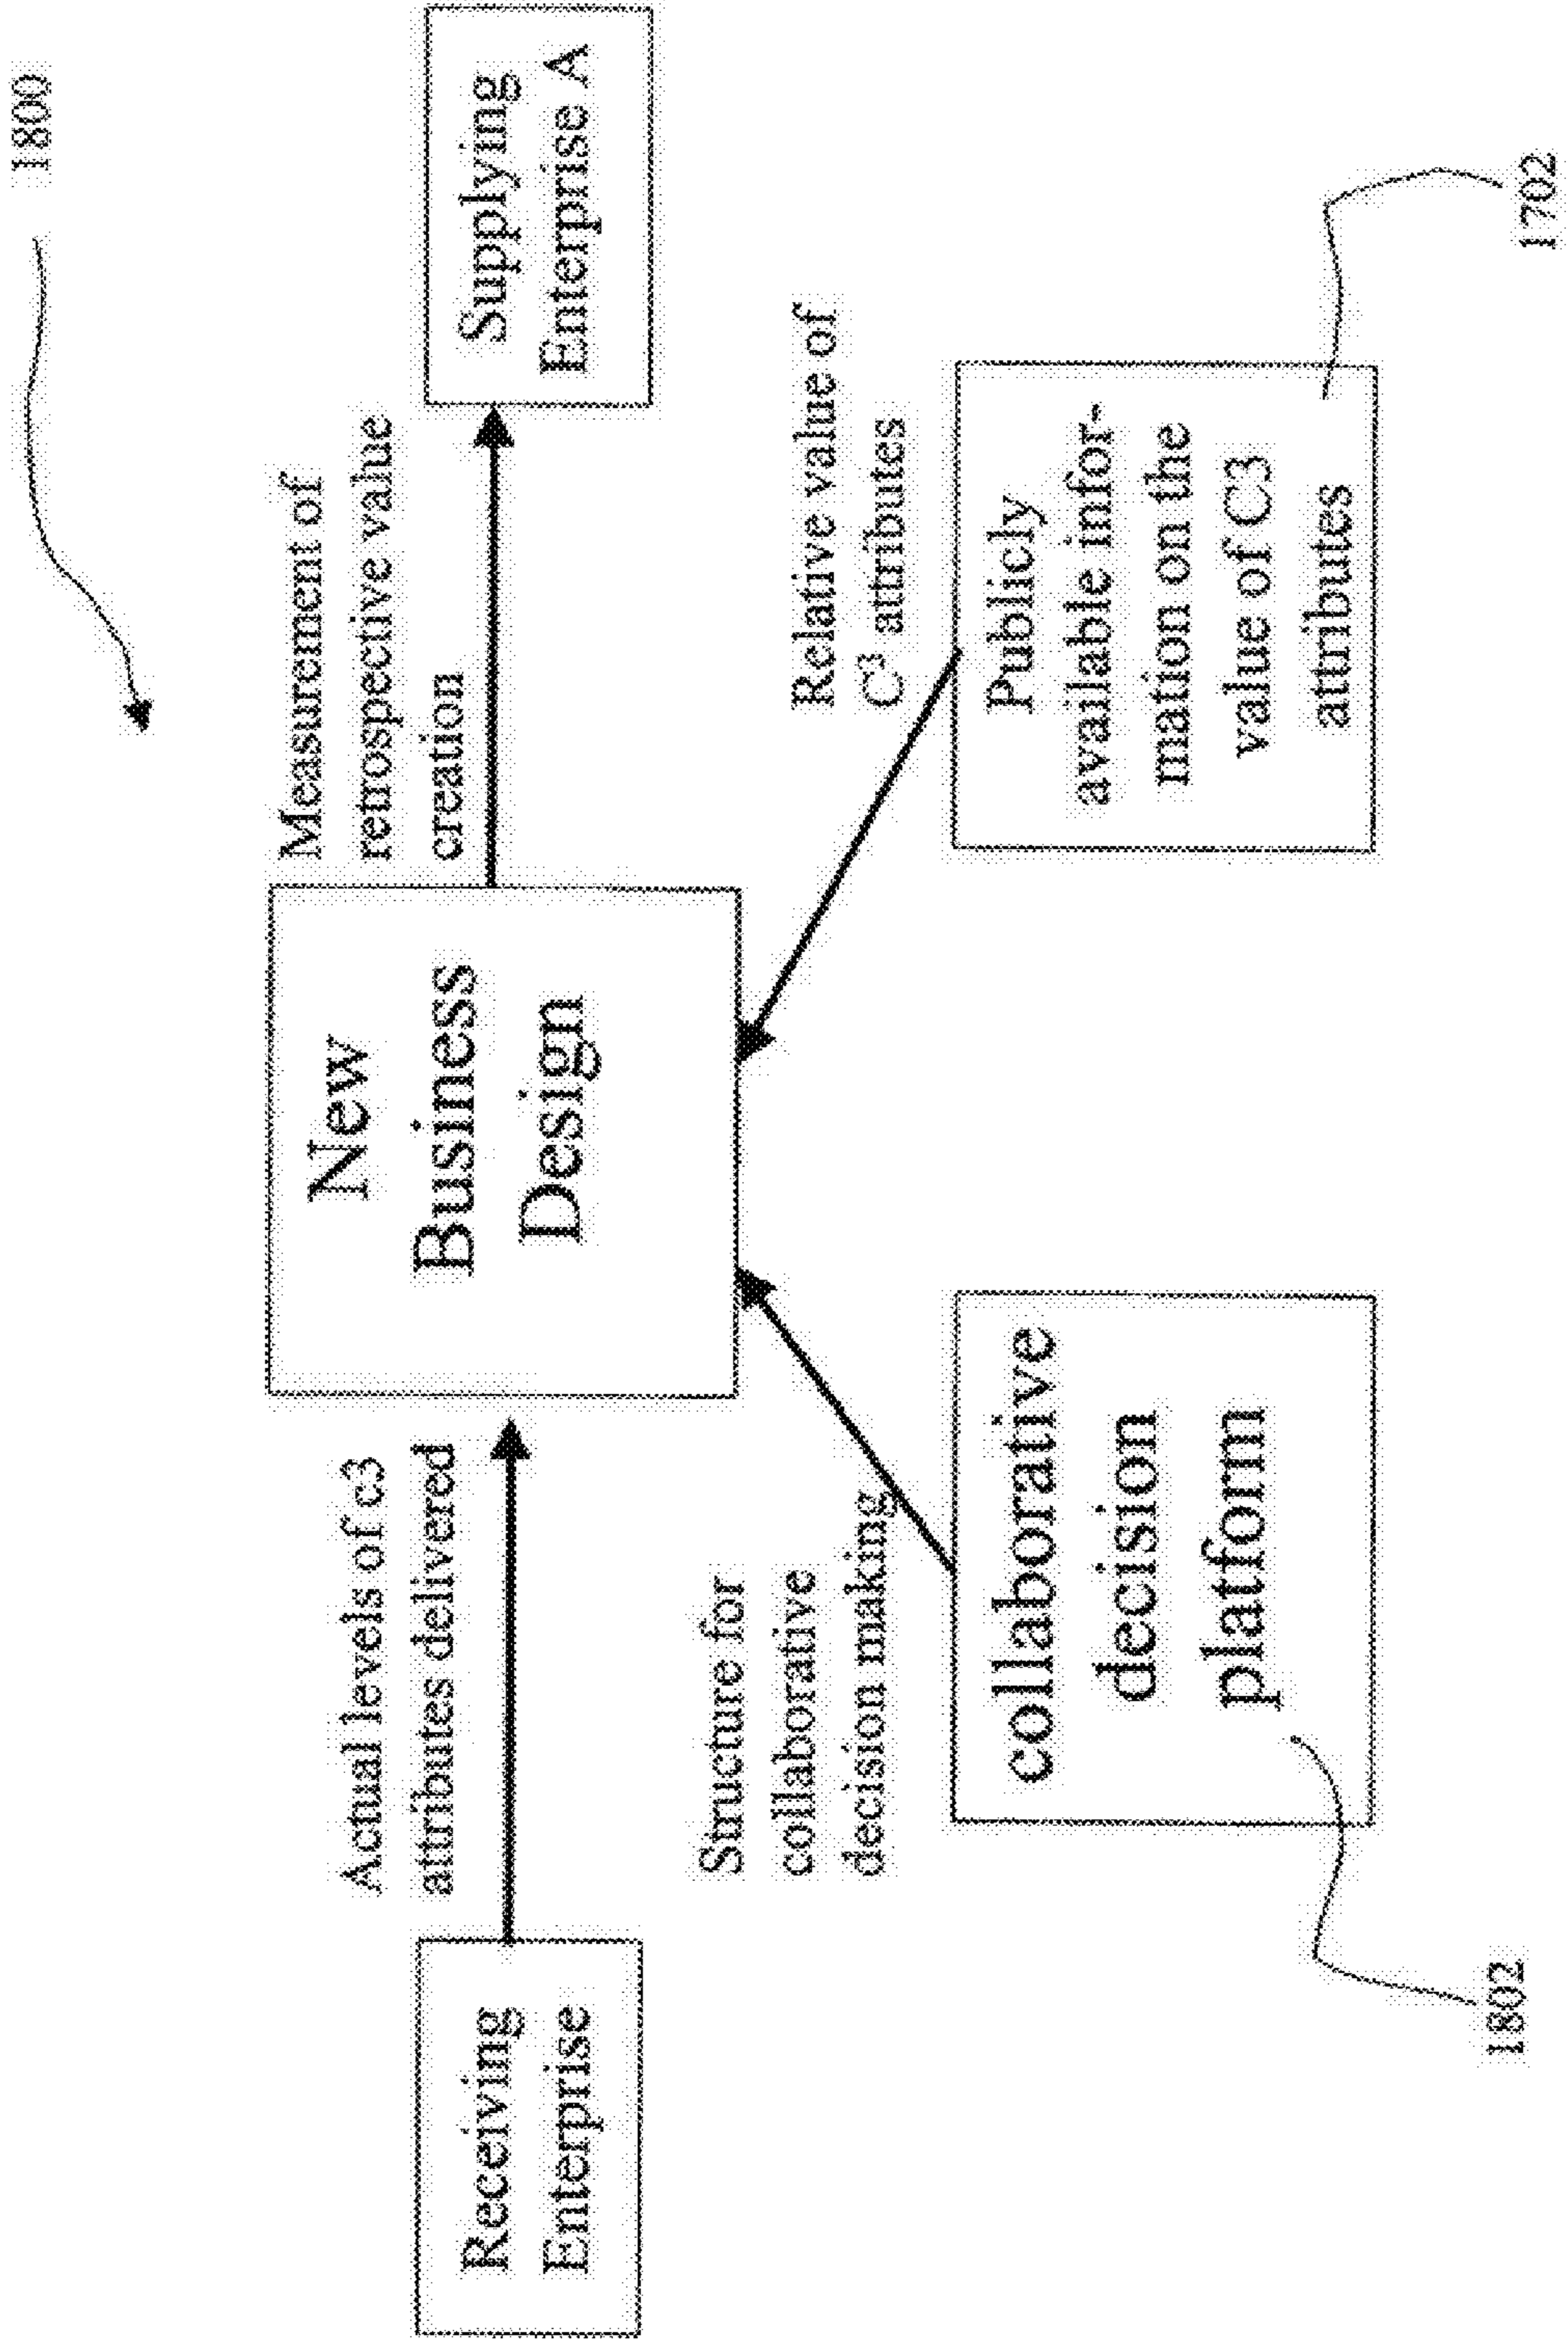 1800
Receiving
Enterprise
Actual levels of c3
attributes delivered
New
Business
Design
Measurement of
retrospective value
creation
Supplying
Enterprise A
Structure for
collaborative
decision making
Relative value of
C³ attributes
collaborative
decision
platform
Publicly
available infor-
mation on the
value of C3
attributes
1802
1702